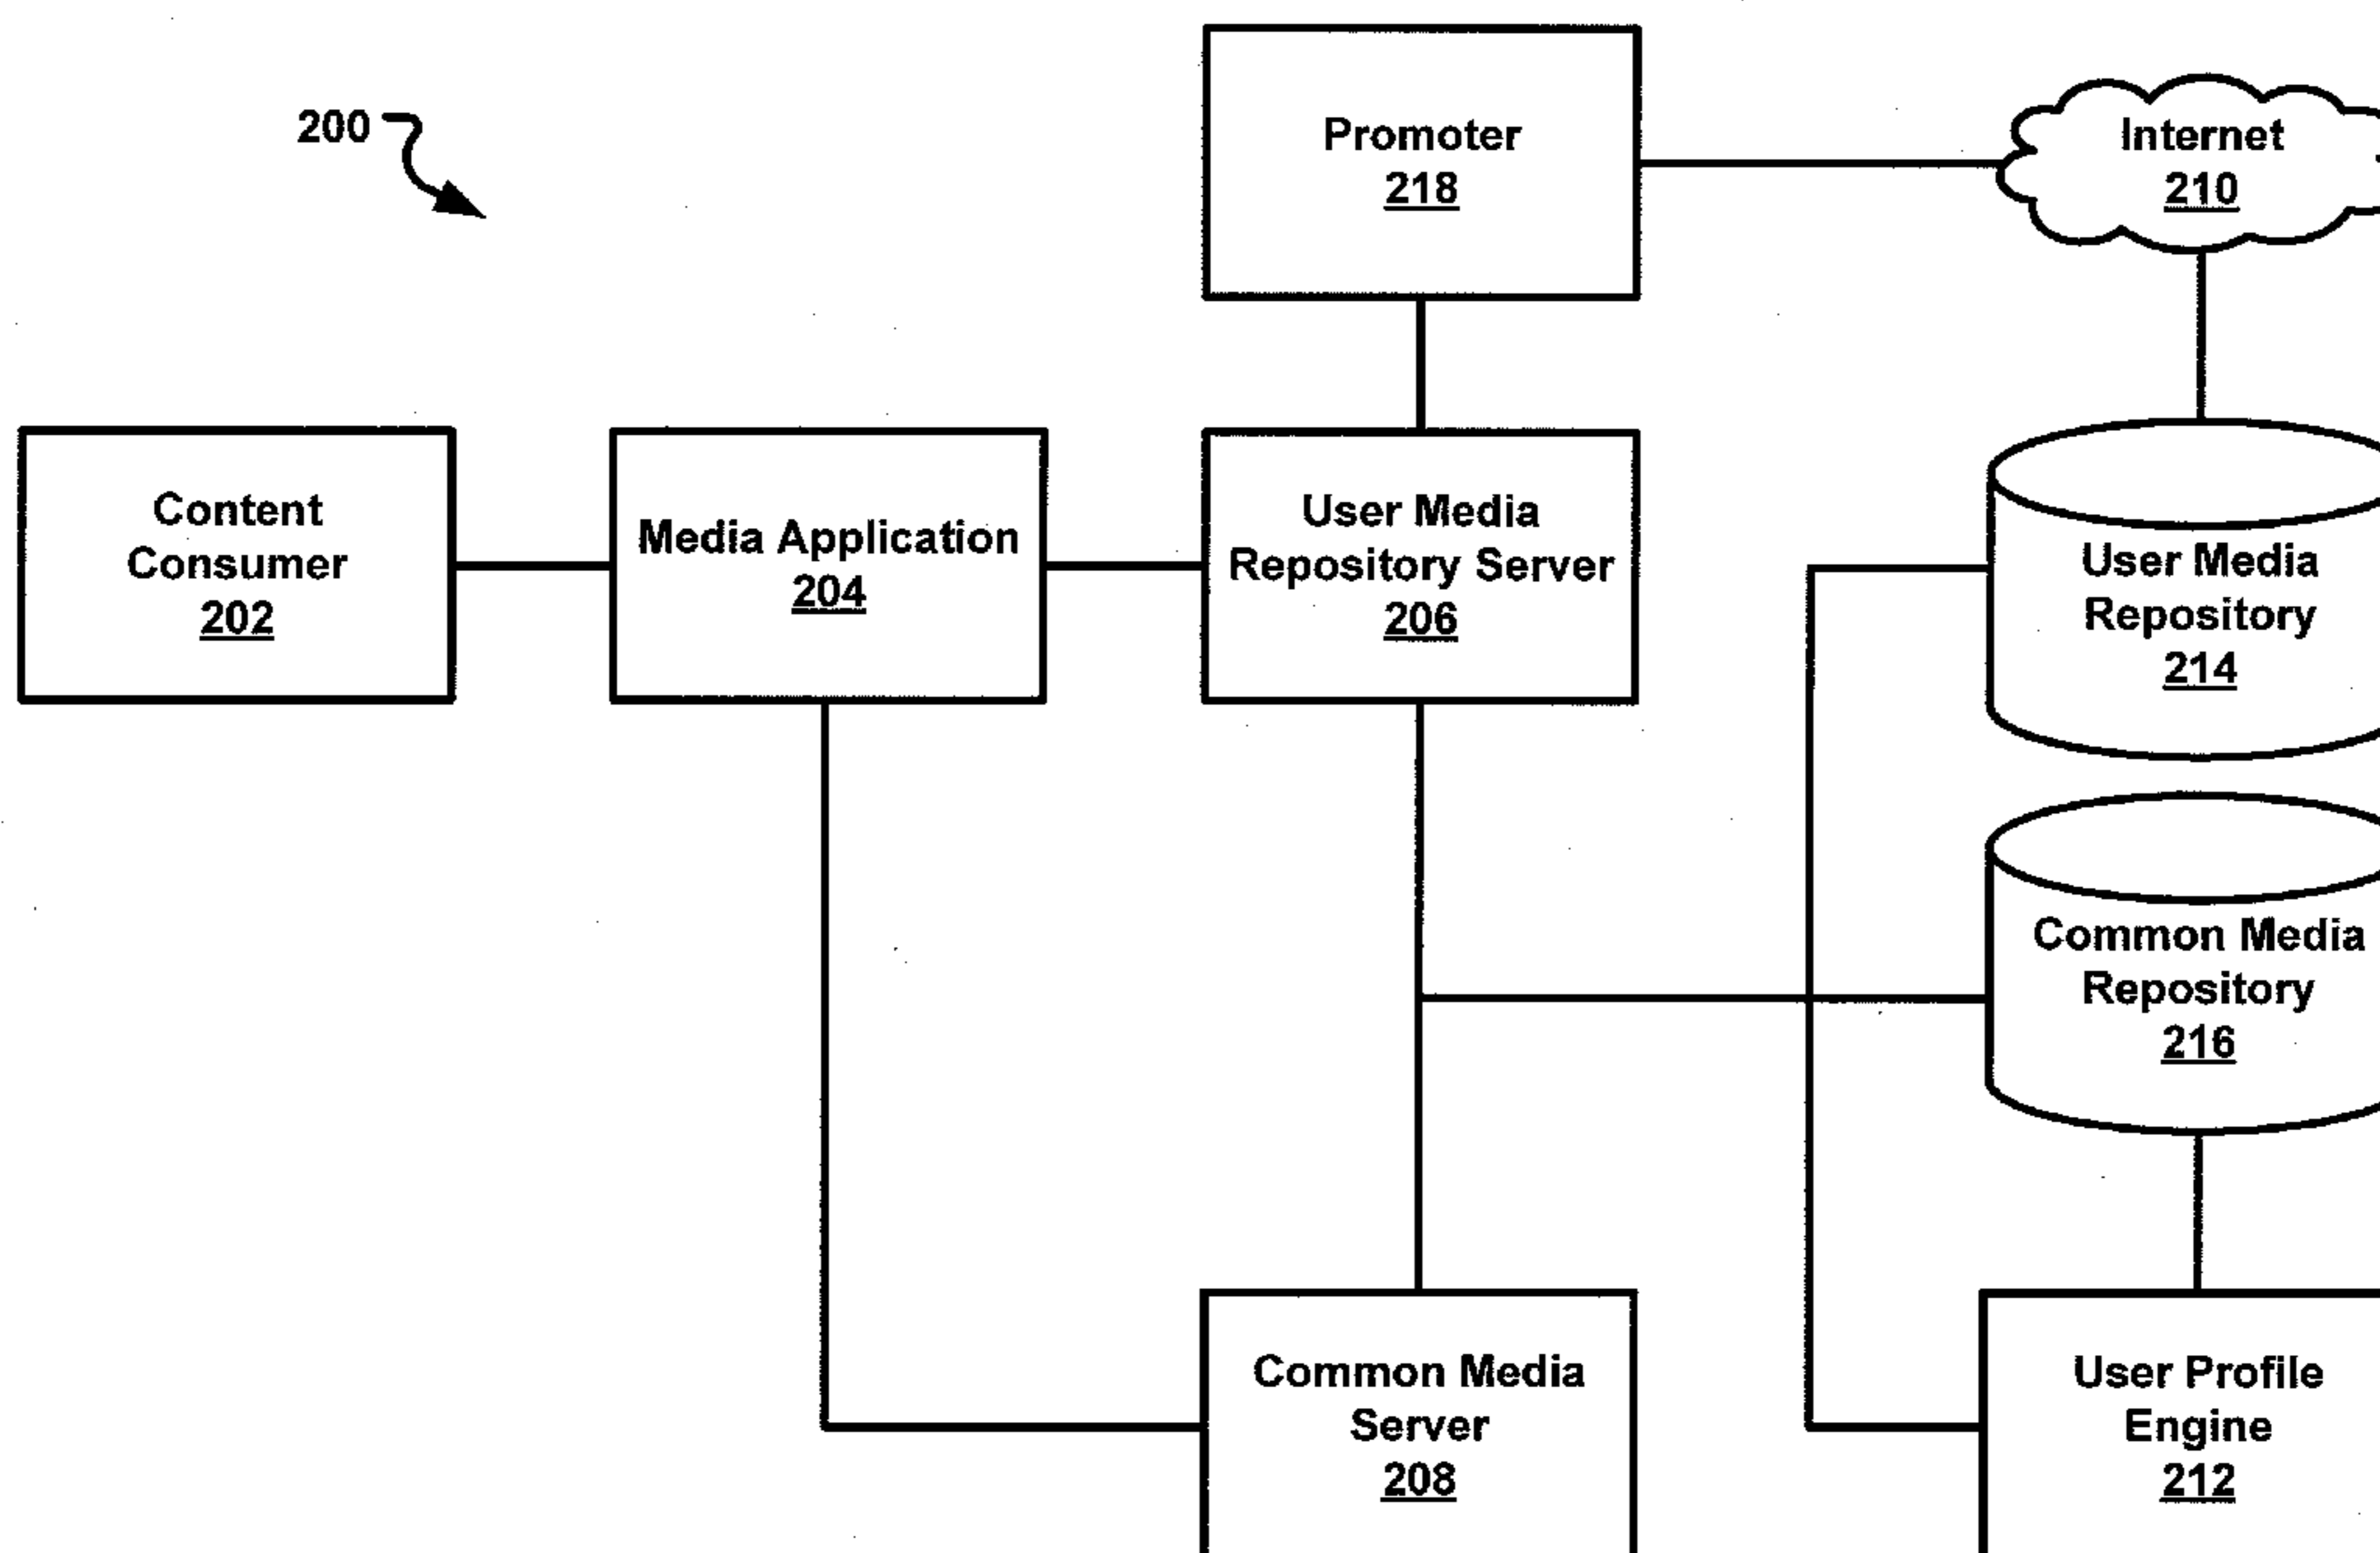 200
Promoter
218
Internet
210
Content
Consumer
202
Media Application
204
User Media
Repository Server
206
User Media
Repository
214
Common Media
Repository
216
Common Media
Server
208
User Profile
Engine
212